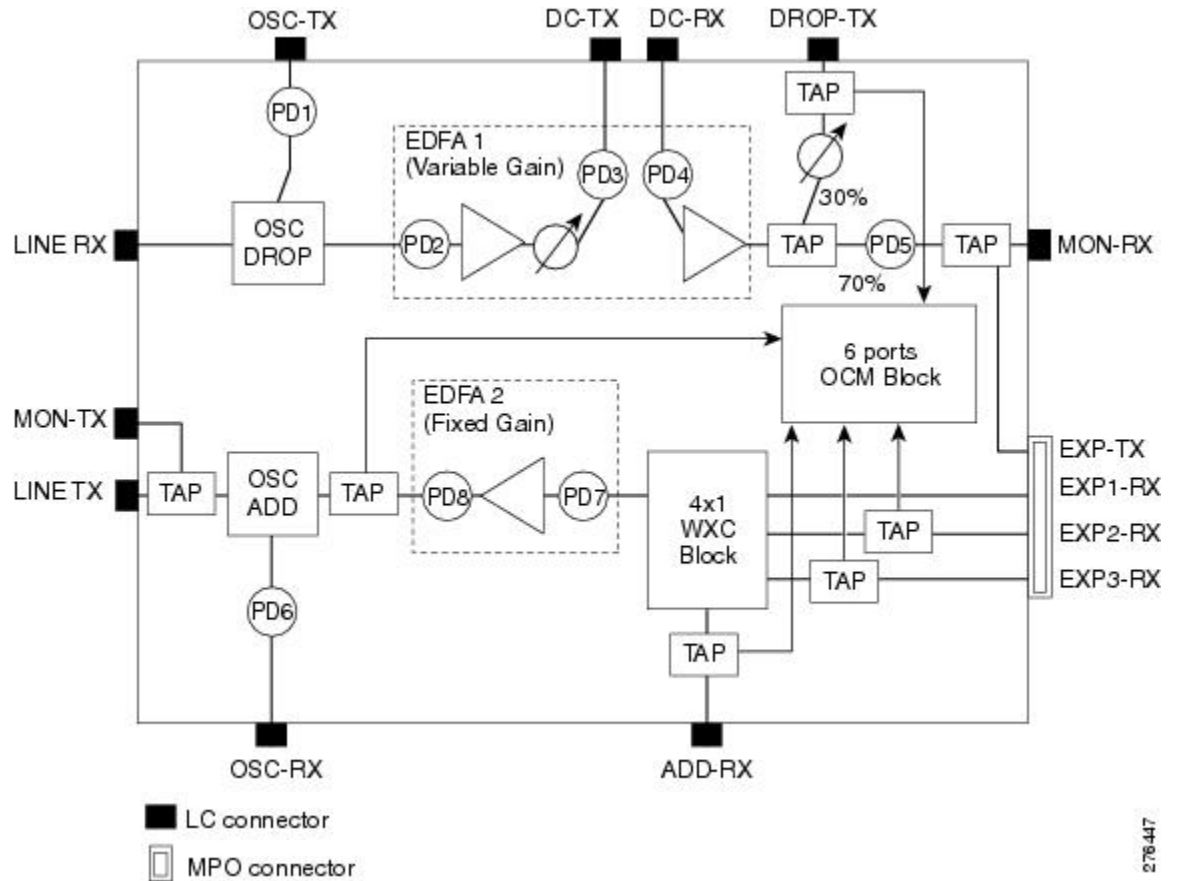 OSC-TX
DC-TX
DC-RX
DROP-TX
TAP
PD1
EDFA 1
(Variable Gain)
PD3
PD4
30%
LINE RX
OSC
DROP
PD2
TAP
PD5
TAP
MON-RX
70%
6 ports
OCM Block
EDFA 2
(Fixed Gain)
MON-TX
LINE TX
TAP
OSC
ADD
TAP
PD8
PD7
4x1
WXC
Block
EXP-TX
EXP1-RX
TAP
EXP2-RX
TAP
EXP3-RX
PD6
TAP
OSC-RX
ADD-RX
LC connector
MPO connector
276447